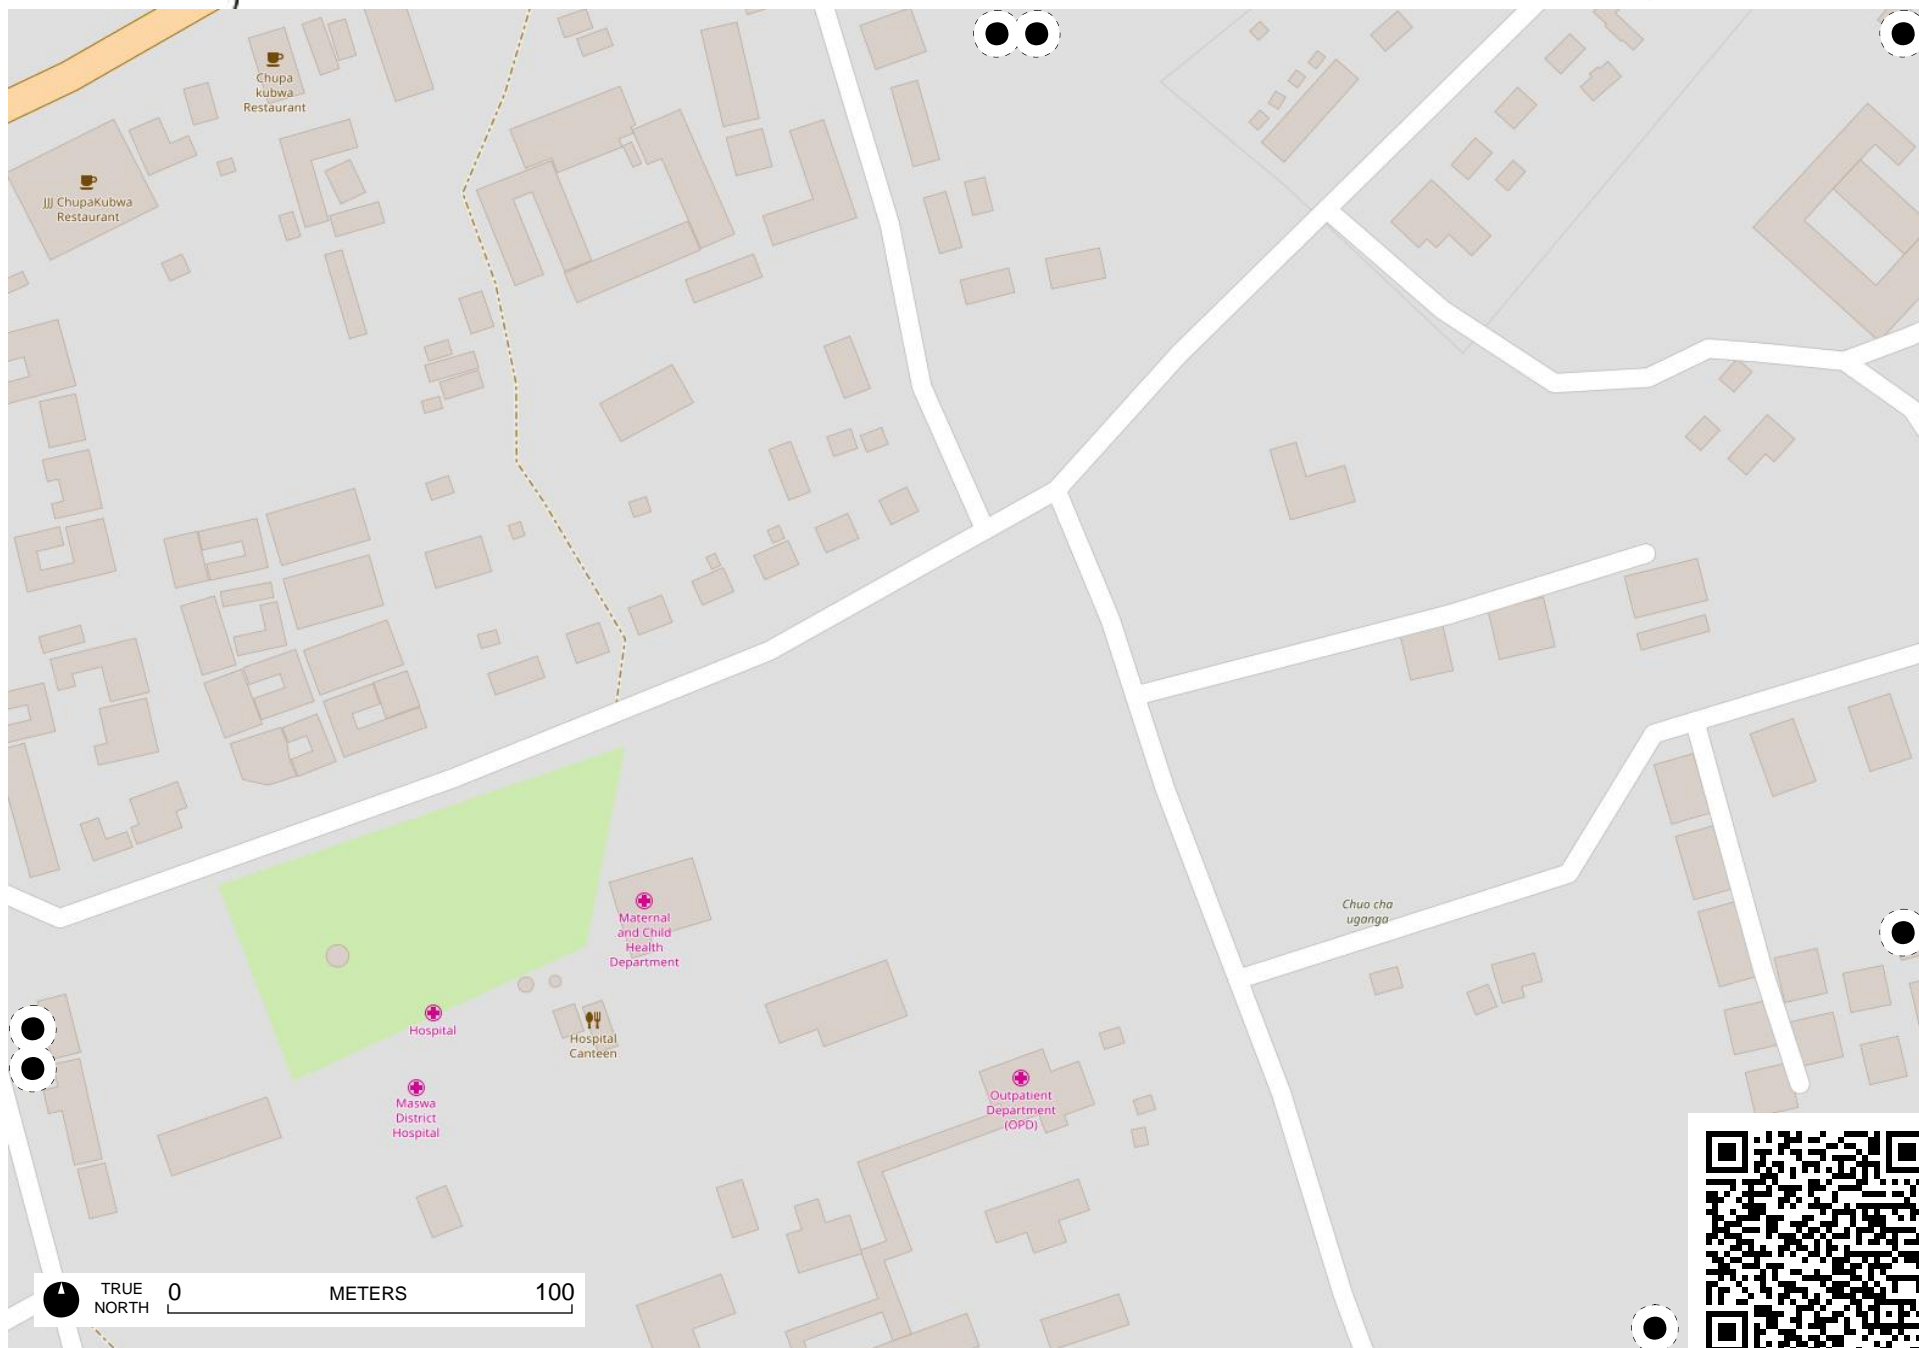 Chupa
kubwa
Restaurant
JJJ ChupaKubwa
Restaurant
Maternal
and Child
Health
Department
Chuo cha
uganga
Hospital
Hospital
Canteen
Maswa
District
Hospital
Outpatient
Department
(OPD)
TRUE
NORTH
0 METERS 100